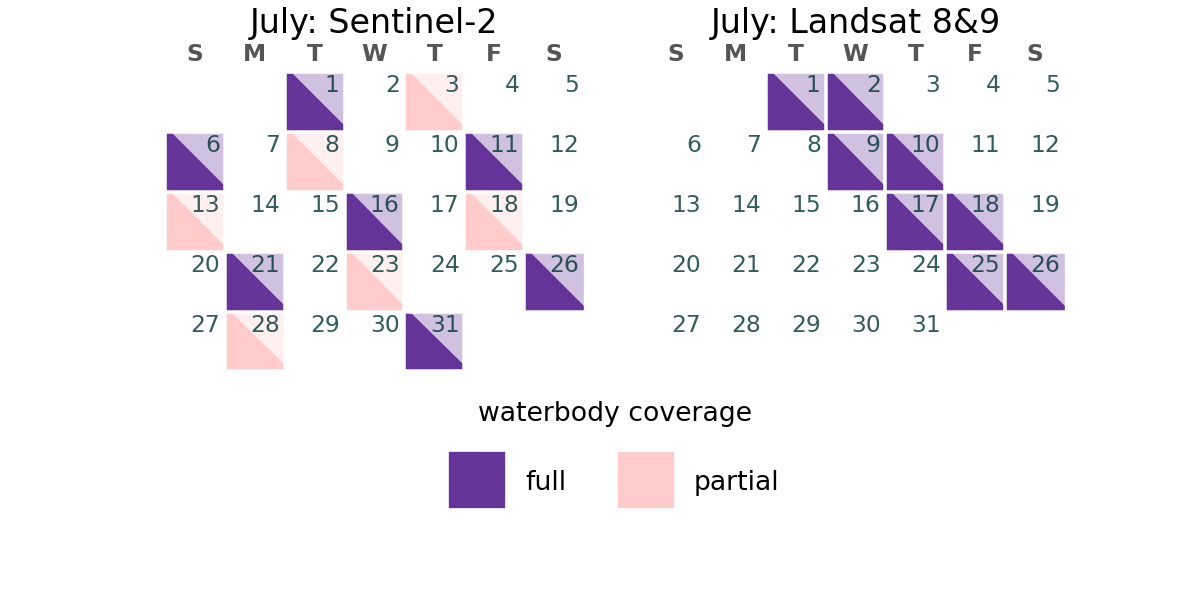 July: Sentinel-2
S M T W T F S
1 2 3 4 5
6 7 8 9 10 11 12
13 14 15 16 17 18 19
20 21 22 23 24 25 26
27 28 29 30 31
July: Landsat 8&9
S M T W T F S
1 2 3 4 5
6 7 8 9 10 11 12
13 14 15 16 17 18 19
20 21 22 23 24 25 26
27 28 29 30 31
waterbody coverage
full
partial